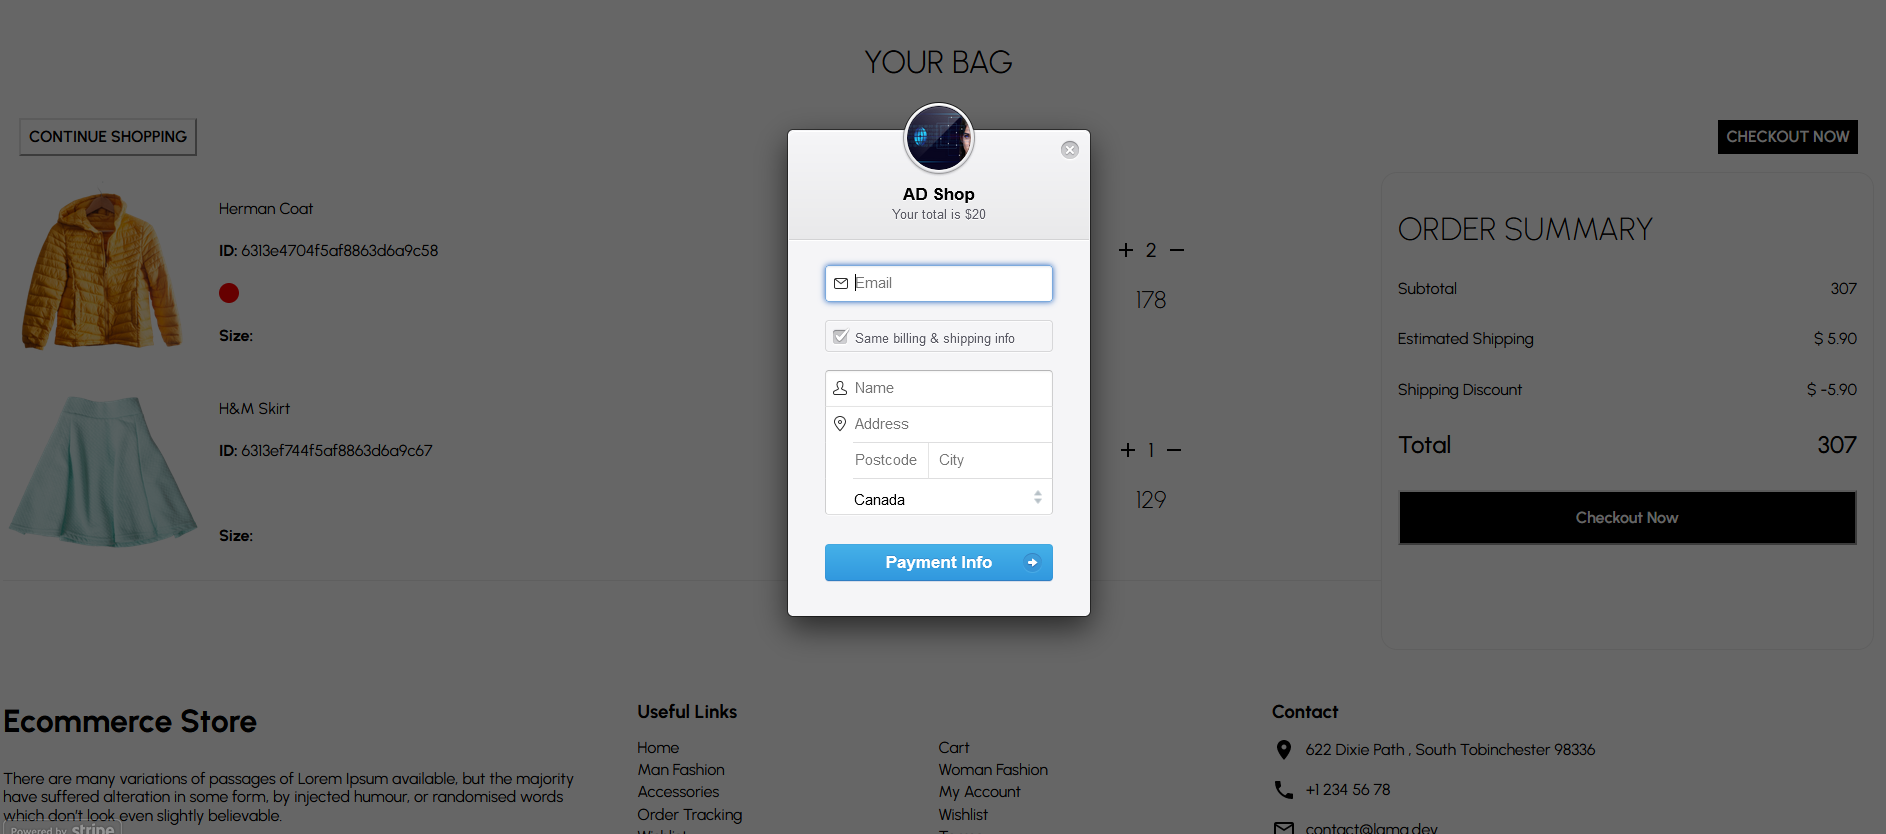 YOUR BAG
CONTINUE SHOPPING
CHECKOUT NOW
Herman Coat
ID: 6313e4704f5af8863d6a9c58
Size:
+ 2 −
178
H&M Skirt
ID: 6313ef744f5af8863d6a9c67
Size:
+ 1 −
129
AD Shop
Your total is $20
Email
Same billing & shipping info
Name
Address
Postcode City
Canada
Payment Info
ORDER SUMMARY
Subtotal 307
Estimated Shipping $ 5.90
Shipping Discount $ -5.90
Total 307
Checkout Now
Ecommerce Store
There are many variations of passages of Lorem Ipsum available, but the majority
have suffered alteration in some form, by injected humour, or randomised words
which don't look even slightly believable.
Powered by stripe
Useful Links
Home Cart
Man Fashion Woman Fashion
Accessories My Account
Order Tracking Wishlist
Wishlist
Contact
622 Dixie Path , South Tobinchester 98336
+1 234 56 78
contact@lama.dev